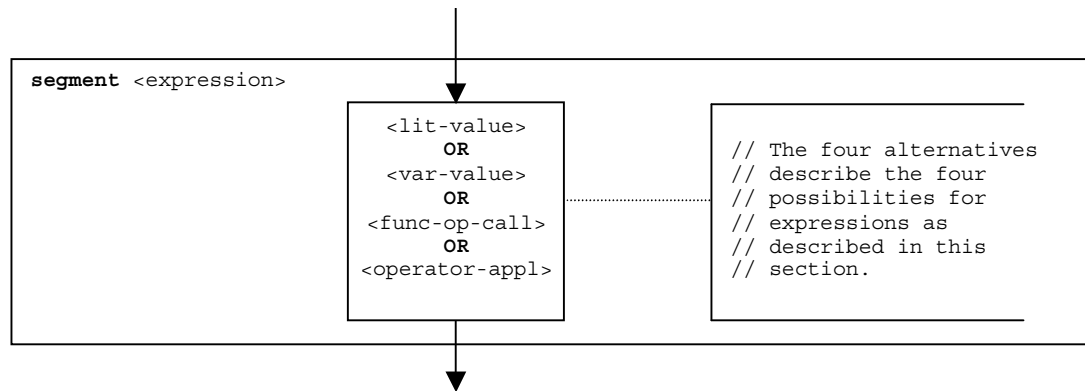 segment <expression>
<lit-value>
OR
<var-value>
OR
<func-op-call>
OR
<operator-appl>
// The four alternatives
// describe the four
// possibilities for
// expressions as
// described in this
// section.